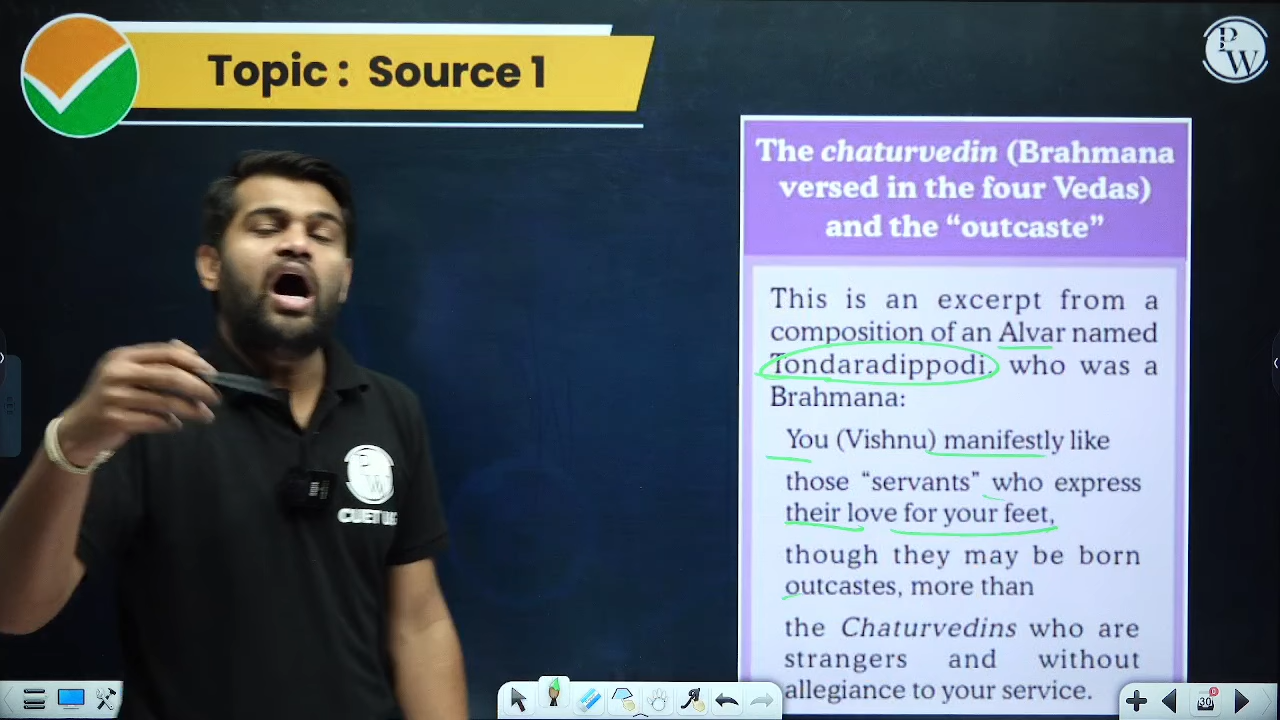 Topic : Source 1
PW
The chaturvedin (Brahmana
versed in the four Vedas)
and the “outcaste”
This is an excerpt from a
composition of an Alvar named
Tondaradippodi, who was a
Brahmana:
You (Vishnu) manifestly like
those “servants” who express
their love for your feet,
though they may be born
outcastes, more than
the Chaturvedins who are
strangers and without
allegiance to your service.
PW
30